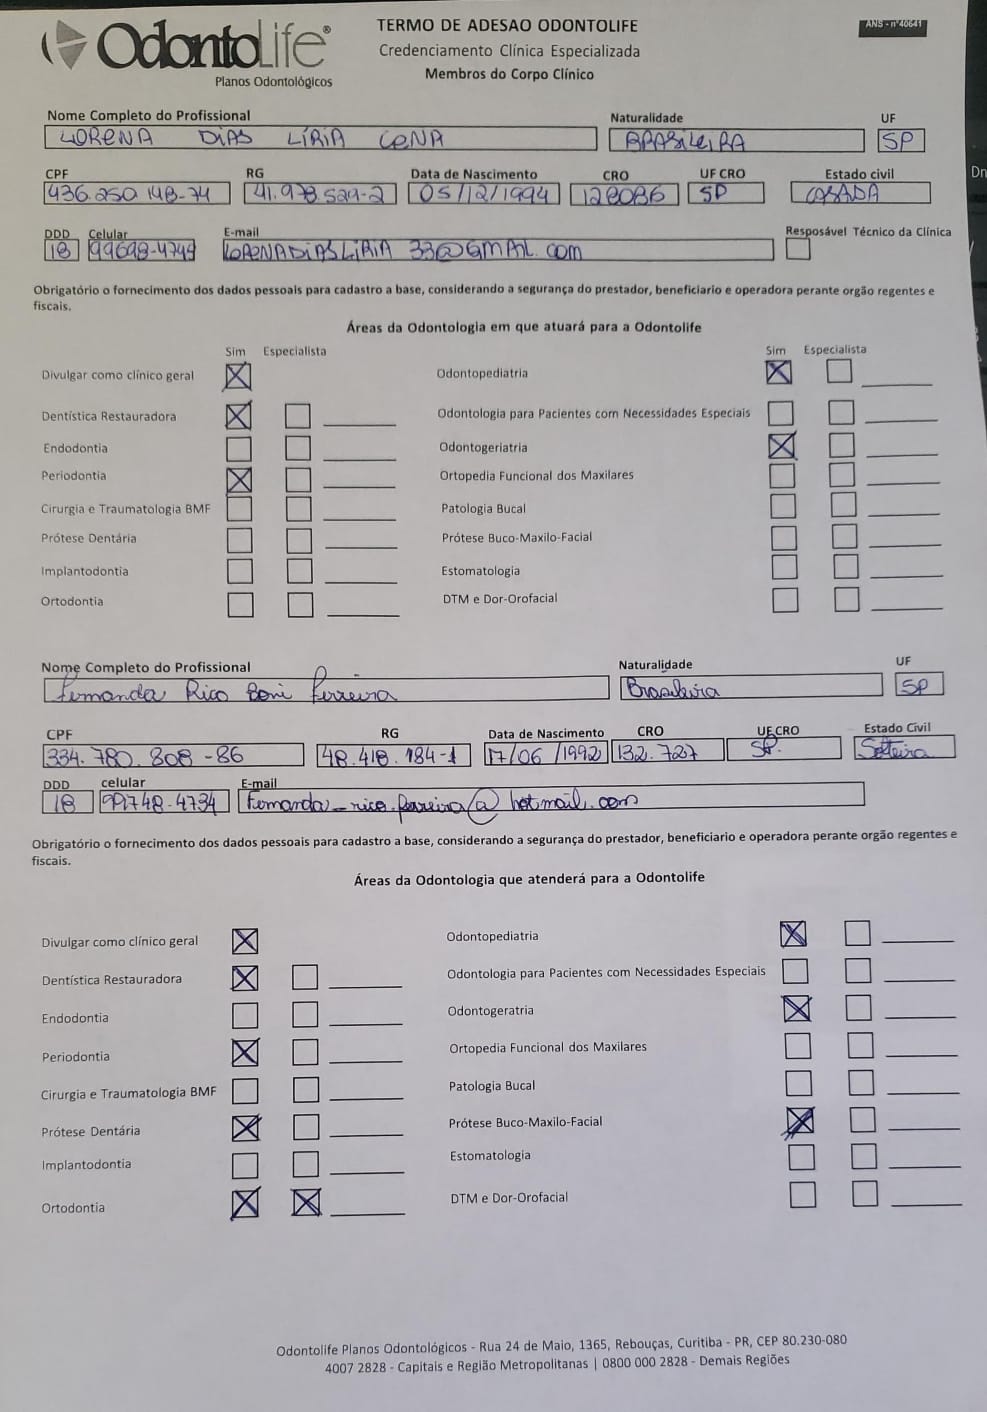 OdontoLife®
Planos Odontológicos
TERMO DE ADESAO ODONTOLIFE
Credenciamento Clínica Especializada
Membros do Corpo Clínico
ANS - nº40641
Nome Completo do Profissional Naturalidade UF
LORENA DIAS LÍRIA CENA BRASILEIRA SP
CPF RG Data de Nascimento CRO UF CRO Estado civil
436.250.148-74 41.978.529-2 05/12/1994 128086 SP CASADA
DDD Celular E-mail Resposável Técnico da Clínica
18 99698-4749 LORENADIASLIRIA 33@GMAIL.COM
Obrigatório o fornecimento dos dados pessoais para cadastro a base, considerando a segurança do prestador, beneficiario e operadora perante orgão regentes e
fiscais.
Áreas da Odontologia em que atuará para a Odontolife
Sim Especialista Sim Especialista
Divulgar como clínico geral Odontopediatria
Dentística Restauradora Odontologia para Pacientes com Necessidades Especiais
Endodontia Odontogeriatria
Periodontia Ortopedia Funcional dos Maxilares
Cirurgia e Traumatologia BMF Patologia Bucal
Prótese Dentária Prótese Buco-Maxilo-Facial
Implantodontia Estomatologia
Ortodontia DTM e Dor-Orofacial
Nome Completo do Profissional Naturalidade UF
Fernanda Rico Boni Ferreira Brasileira SP
CPF RG Data de Nascimento CRO UF CRO Estado Civil
334.780.808-86 48.418.184-1 17/06/1992 132.727 SP. Solteira
DDD celular E-mail
18 99748-4734 Fernanda_rico.ferreira@hotmail.com
Obrigatório o fornecimento dos dados pessoais para cadastro a base, considerando a segurança do prestador, beneficiario e operadora perante orgão regentes e
fiscais.
Áreas da Odontologia que atenderá para a Odontolife
Divulgar como clínico geral Odontopediatria
Dentística Restauradora Odontologia para Pacientes com Necessidades Especiais
Endodontia Odontogeratria
Periodontia Ortopedia Funcional dos Maxilares
Cirurgia e Traumatologia BMF Patologia Bucal
Prótese Dentária Prótese Buco-Maxilo-Facial
Implantodontia Estomatologia
Ortodontia DTM e Dor-Orofacial
Odontolife Planos Odontológicos - Rua 24 de Maio, 1365, Rebouças, Curitiba - PR, CEP 80.230-080
4007 2828 - Capitais e Região Metropolitanas | 0800 000 2828 - Demais Regiões